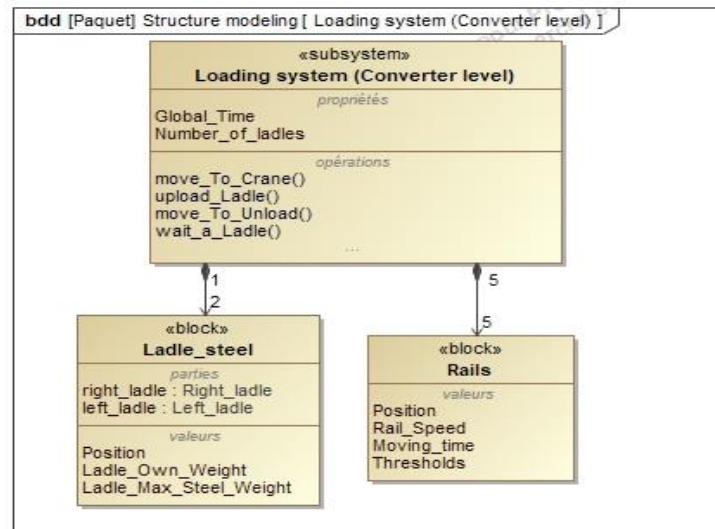 bdd [Paquet] Structure modeling [ Loading system (Converter level) ]
«subsystem»
Loading system (Converter level)
propriétés
Global_Time
Number_of_ladles
opérations
move_To_Crane()
upload_Ladle()
move_To_Unload()
wait_a_Ladle()
...
1
5
2
5
«block»
Ladle_steel
parties
right_ladle : Right_ladle
left_ladle : Left_ladle
valeurs
Position
Ladle_Own_Weight
Ladle_Max_Steel_Weight
«block»
Rails
valeurs
Position
Rail_Speed
Moving_time
Thresholds